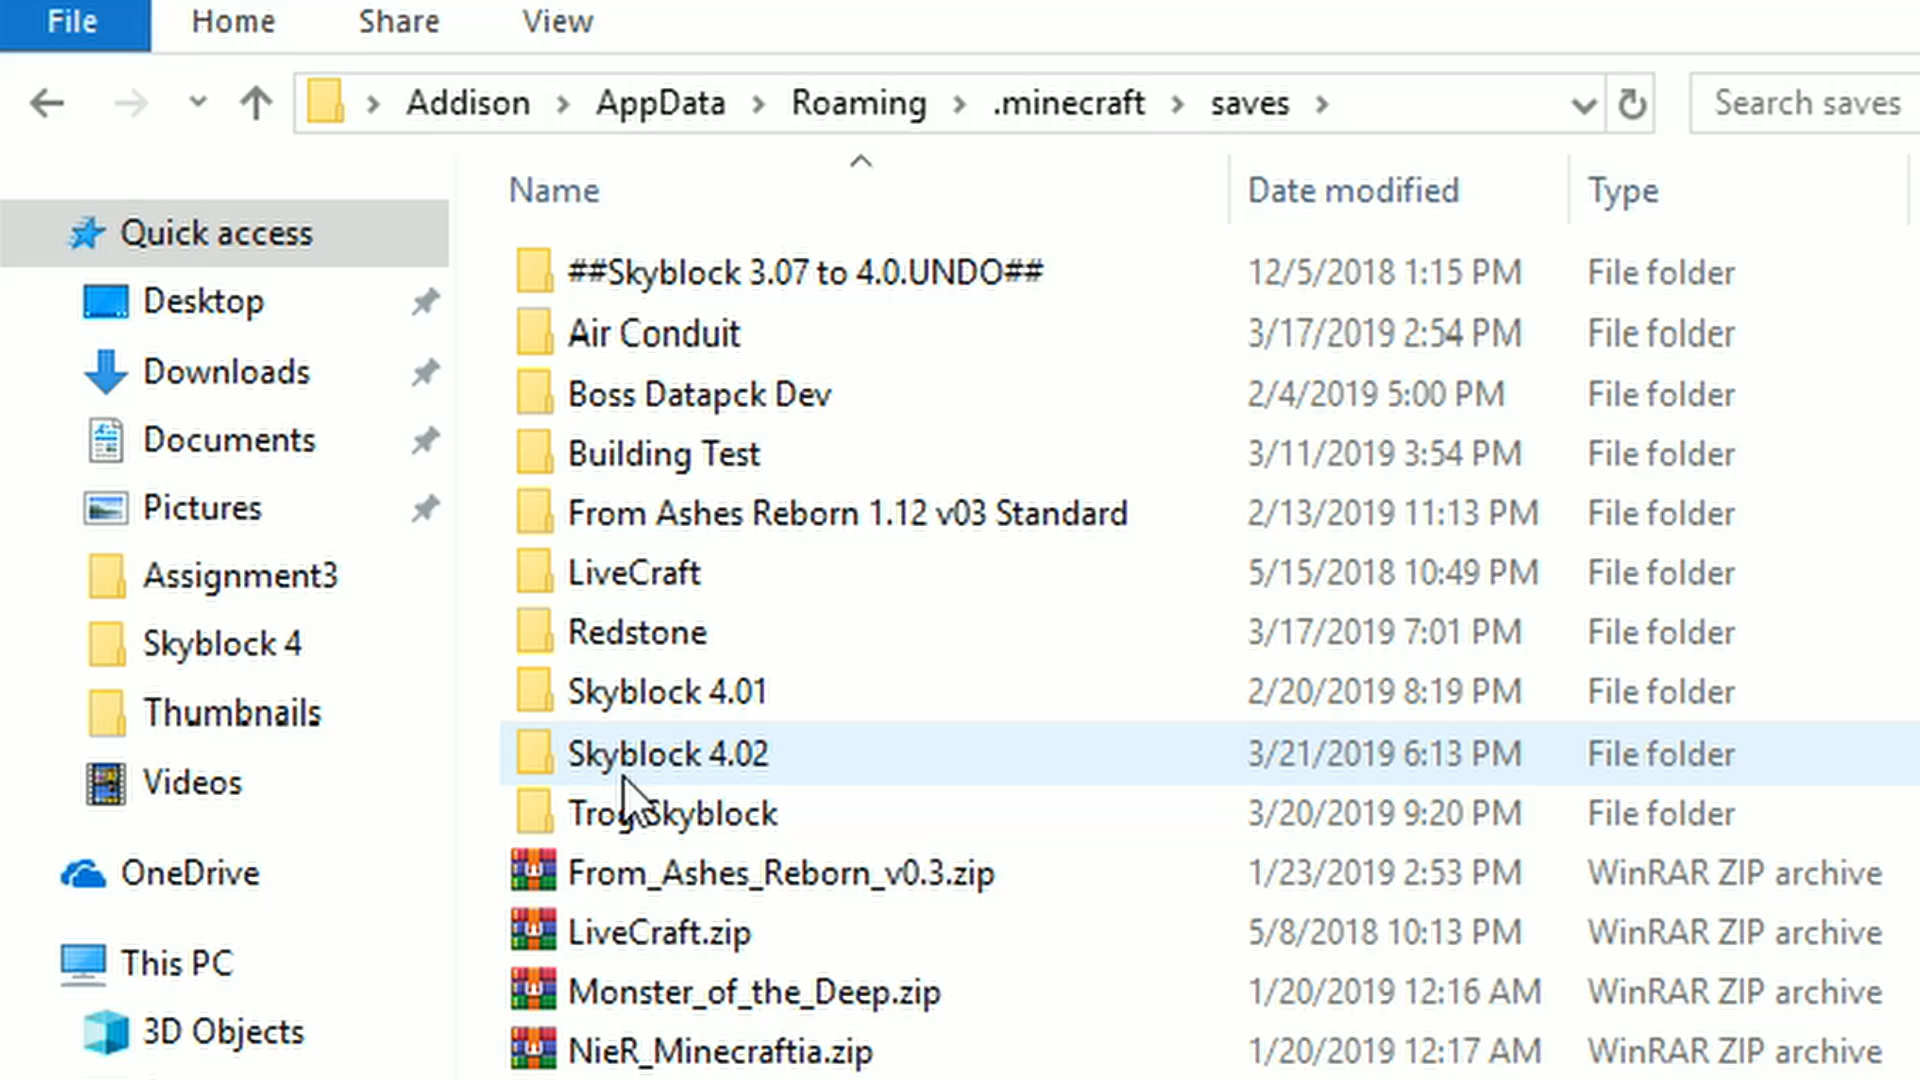 File Home Share View
Addison > AppData > Roaming > .minecraft > saves >
Search saves
Name Date modified Type
Quick access
Desktop
Downloads
Documents
Pictures
Assignment3
Skyblock 4
Thumbnails
Videos
OneDrive
This PC
3D Objects
##Skyblock 3.07 to 4.0.UNDO## 12/5/2018 1:15 PM File folder
Air Conduit 3/17/2019 2:54 PM File folder
Boss Datapck Dev 2/4/2019 5:00 PM File folder
Building Test 3/11/2019 3:54 PM File folder
From Ashes Reborn 1.12 v03 Standard 2/13/2019 11:13 PM File folder
LiveCraft 5/15/2018 10:49 PM File folder
Redstone 3/17/2019 7:01 PM File folder
Skyblock 4.01 2/20/2019 8:19 PM File folder
Skyblock 4.02 3/21/2019 6:13 PM File folder
Skyblock 3/20/2019 9:20 PM File folder
From_Ashes_Reborn_v0.3.zip 1/23/2019 2:53 PM WinRAR ZIP archive
LiveCraft.zip 5/8/2018 10:13 PM WinRAR ZIP archive
Monster_of_the_Deep.zip 1/20/2019 12:16 AM WinRAR ZIP archive
NieR_Minecraftia.zip 1/20/2019 12:17 AM WinRAR ZIP archive